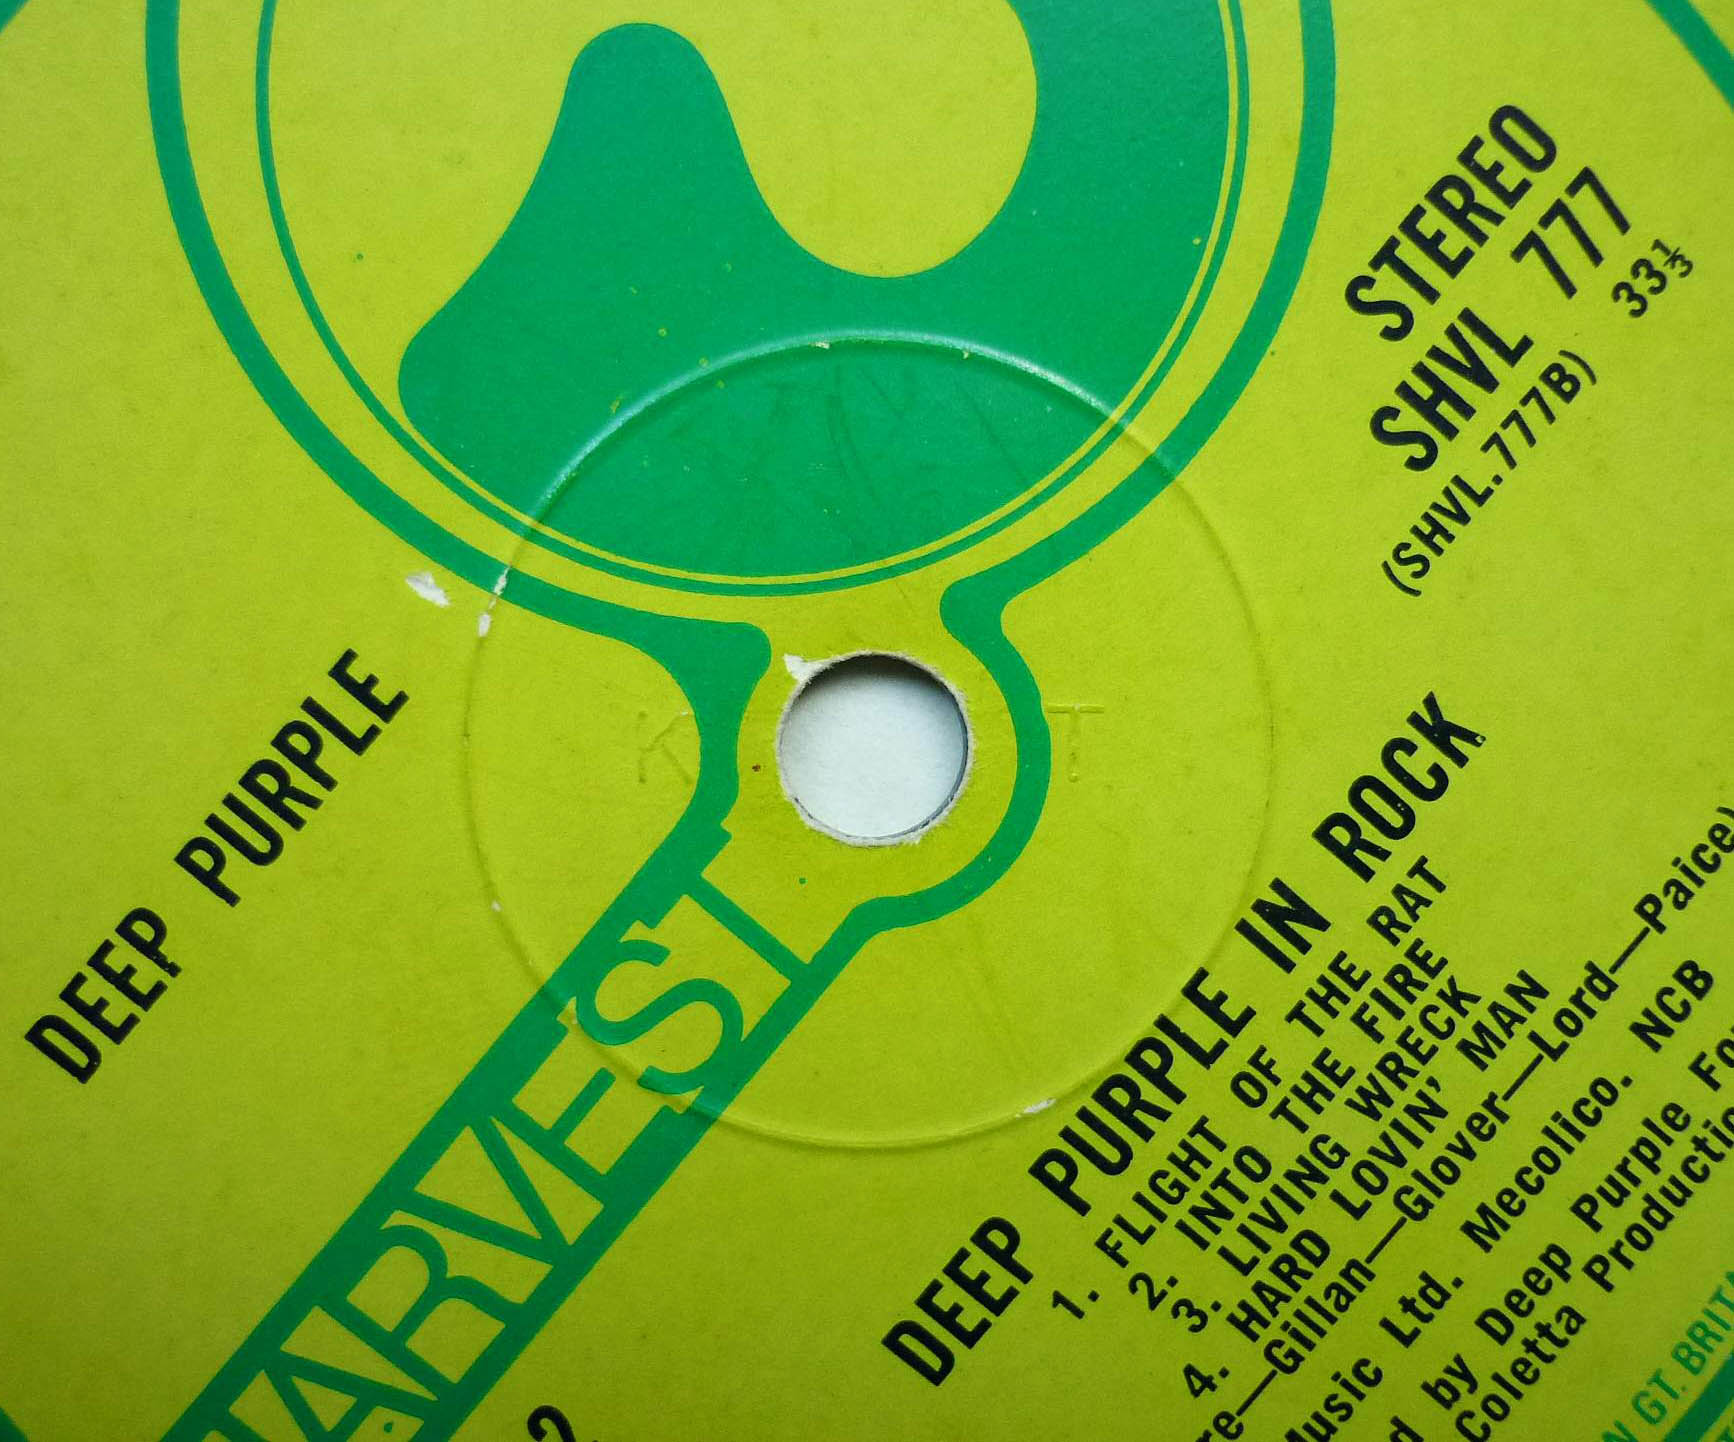 STEREO
SHVL 777
33⅓
(SHVL.777B)
DEEP PURPLE
HARVEST
K T
DEEP PURPLE IN ROCK
1. FLIGHT OF THE RAT
2. INTO THE FIRE
3. LIVING WRECK
4. HARD LOVIN' MAN
Gillan—Glover—Lord—Paice)
Music Ltd. Mecolico. NCB
by Deep Purple
Coletta
GT.
2.